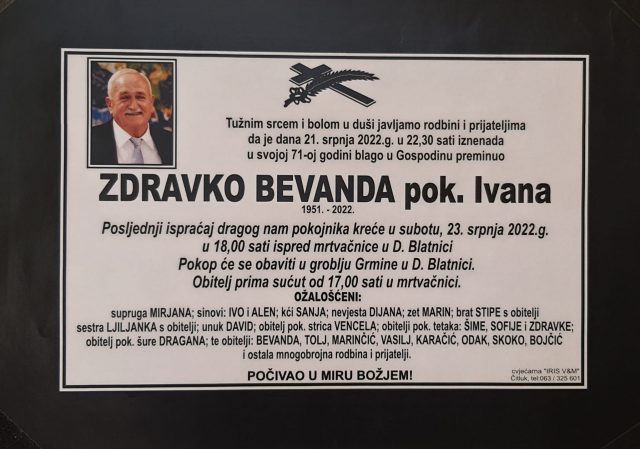 Tužnim srcem i bolom u duši javljamo rodbini i prijateljima
da je dana 21. srpnja 2022.g. u 22,30 sati iznenada
u svojoj 71-oj godini blago u Gospodinu preminuo
ZDRAVKO BEVANDA pok. Ivana
1951. - 2022.
Posljednji ispraćaj dragog nam pokojnika kreće u subotu, 23. srpnja 2022.g.
u 18,00 sati ispred mrtvačnice u D. Blatnici
Pokop će se obaviti u groblju Grmine u D. Blatnici.
Obitelj prima sućut od 17,00 sati u mrtvačnici.
OŽALOŠĆENI:
supruga MIRJANA; sinovi: IVO i ALEN; kći SANJA; nevjesta DIJANA; zet MARIN; brat STIPE s obitelji
sestra LJILJANKA s obitelji; unuk DAVID; obitelj pok. strica VENCELA; obitelji pok. tetaka: ŠIME, SOFIJE i ZDRAVKE;
obitelj pok. šure DRAGANA; te obitelji: BEVANDA, TOLJ, MARINČIĆ, VASILJ, KARAČIĆ, ODAK, SKOKO, BOJČIĆ
i ostala mnogobrojna rodbina i prijatelji.
POČIVAO U MIRU BOŽJEM!
cvjećarna "IRIS V&M"
Čitluk, tel:063 / 325 601